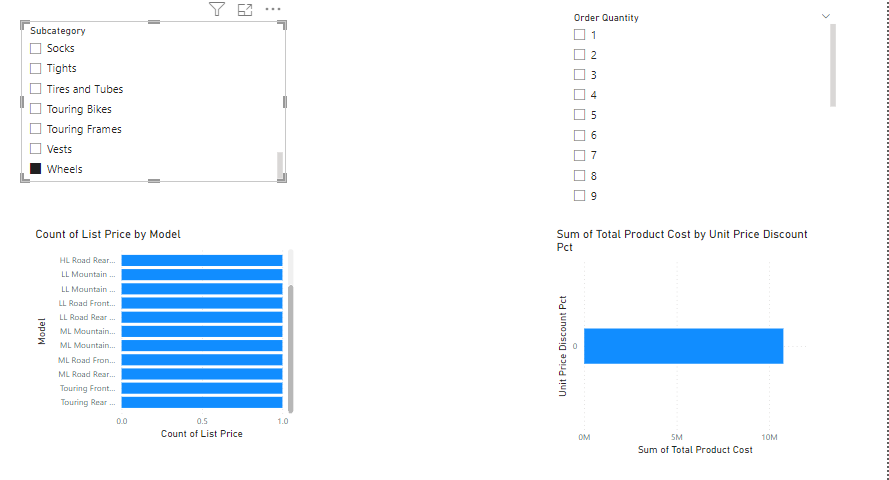 Subcategory
Socks
Tights
Tires and Tubes
Touring Bikes
Touring Frames
Vests
Wheels
Order Quantity
1
2
3
4
5
6
7
8
9
Count of List Price by Model
Model
HL Road Rear...
LL Mountain ...
LL Mountain ...
LL Road Front...
LL Road Rear ...
ML Mountain...
ML Mountain...
ML Road Fron...
ML Road Rear...
Touring Front...
Touring Rear ...
0.0 0.5 1.0
Count of List Price
Sum of Total Product Cost by Unit Price Discount
Pct
Unit Price Discount Pct
0
0M 5M 10M
Sum of Total Product Cost